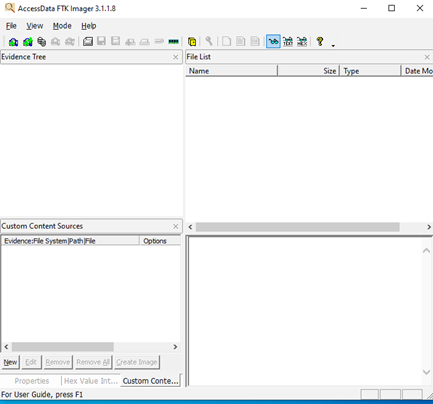 AccessData FTK Imager 3.1.1.8
File View Mode Help
Evidence Tree
File List
Name Size Type Date Mo
Custom Content Sources
Evidence:File System|Path|File Options
New Edit Remove Remove All Create Image
Properties Hex Value Int... Custom Conte...
For User Guide, press F1